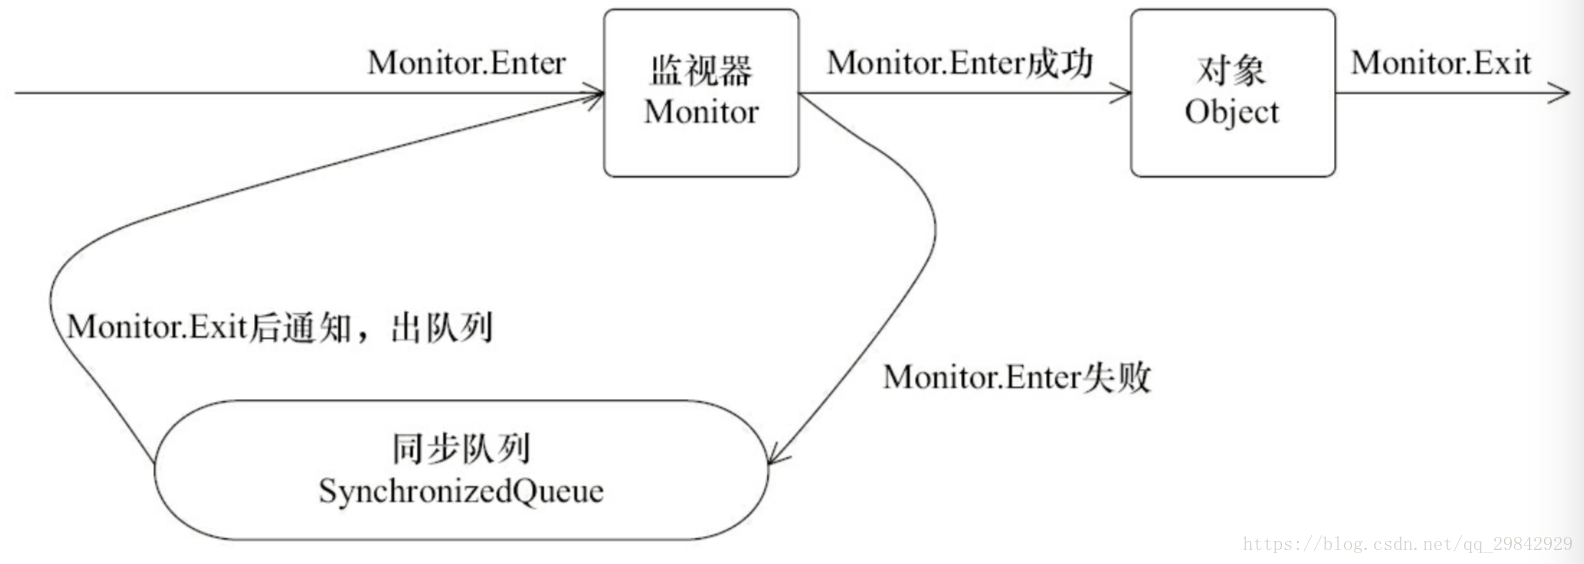 Monitor.Enter
监视器
Monitor
Monitor.Enter成功
对象
Object
Monitor.Exit
Monitor.Exit后通知，出队列
Monitor.Enter失败
同步队列
SynchronizedQueue
https://blog.csdn.net/qq_29842929